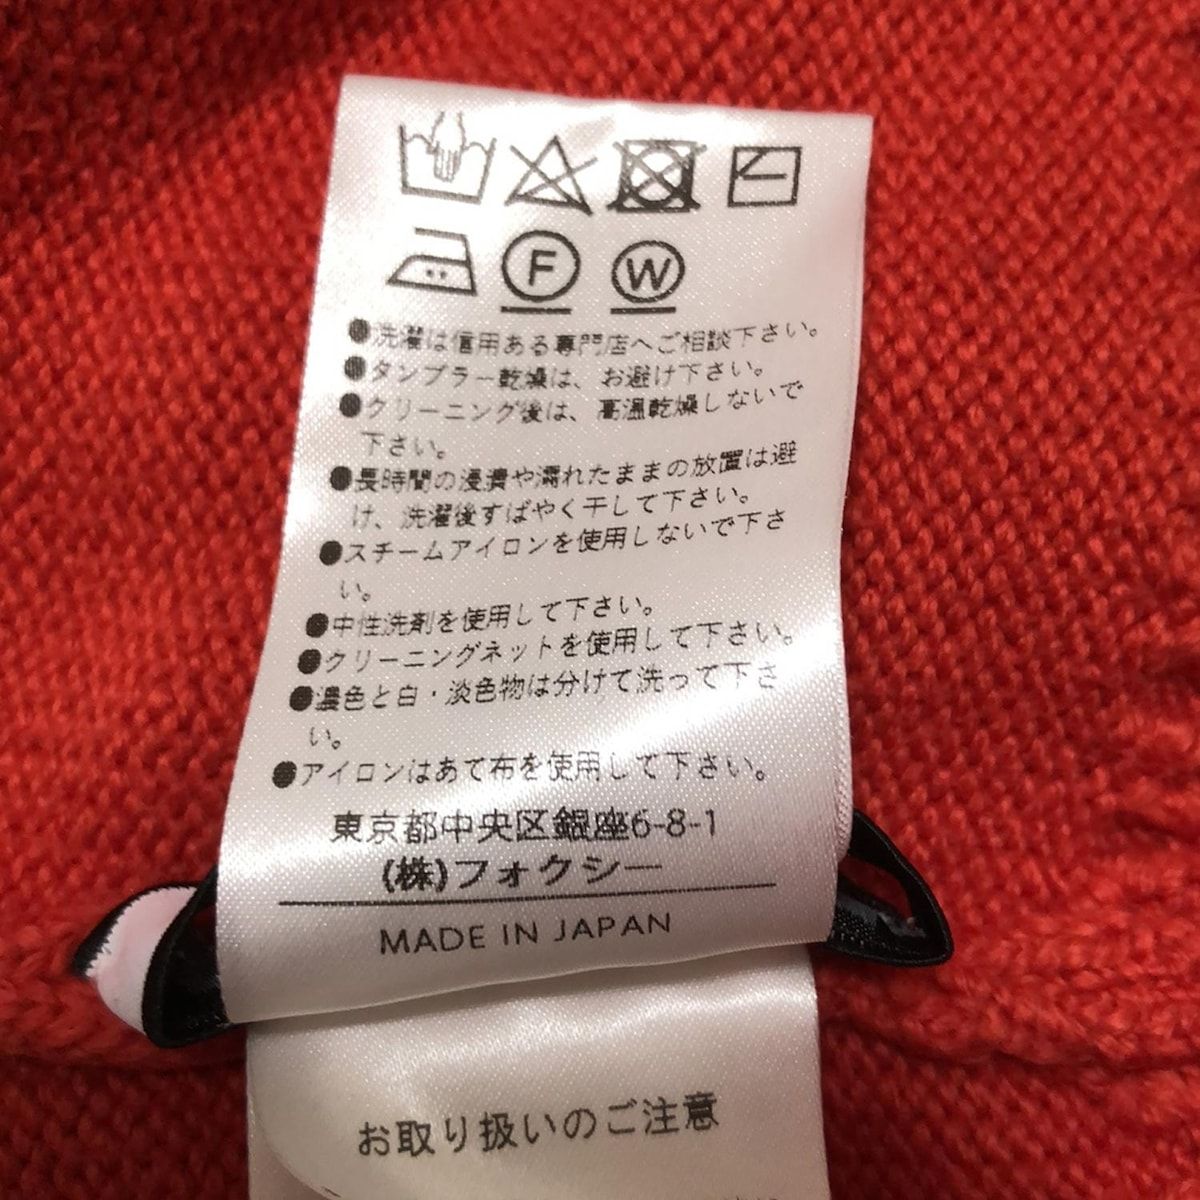 F W
●洗濯は信用ある専門店へご相談下さい。
●タンブラー乾燥は、お避け下さい。
●クリーニング後は、高温乾燥しないで
下さい。
●長時間の浸漬や濡れたままの放置は避
け、洗濯後すばやく干して下さい。
●スチームアイロンを使用しないで下さ
い。
●中性洗剤を使用して下さい。
●クリーニングネットを使用して下さい。
●濃色と白・淡色物は分けて洗って下さ
い。
●アイロンはあて布を使用して下さい。
東京都中央区銀座6-8-1
(株)フォクシー
MADE IN JAPAN
お取り扱いのご注意